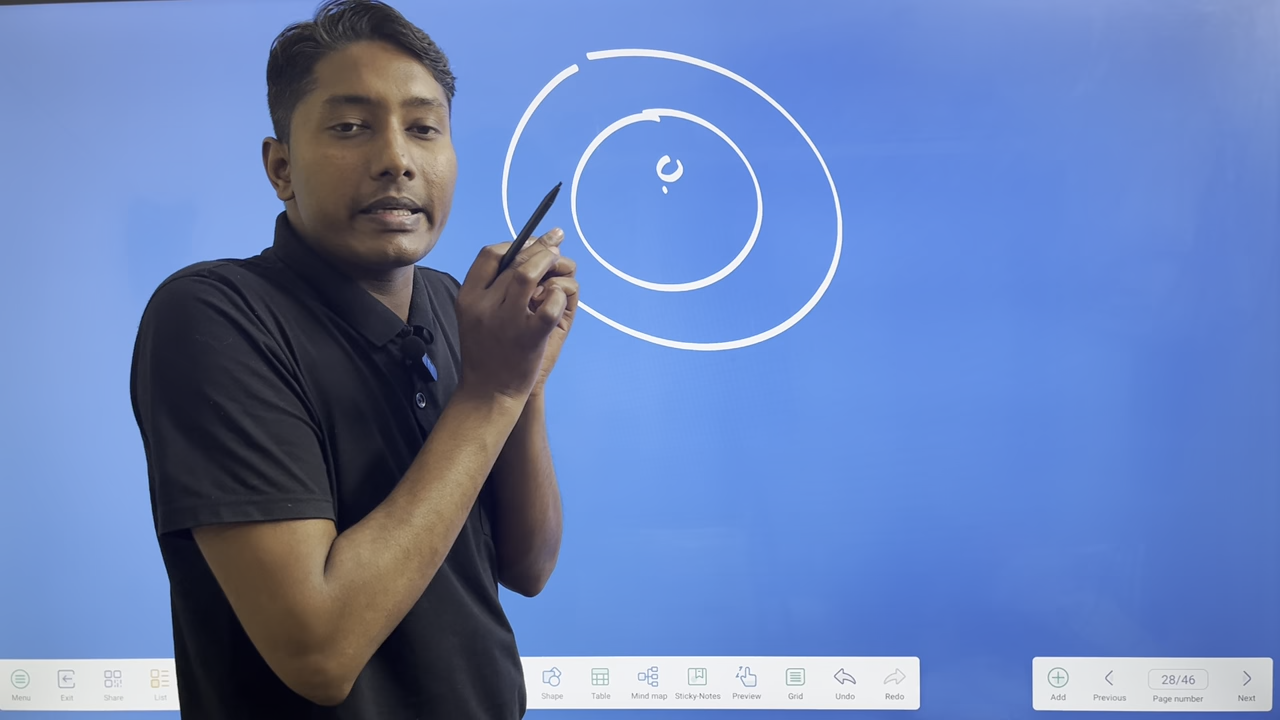 Menu
Exit
Share
List
Shape
Table
Mind map
Sticky-Notes
Preview
Grid
Undo
Redo
Add
Previous
28/46
Page number
Next